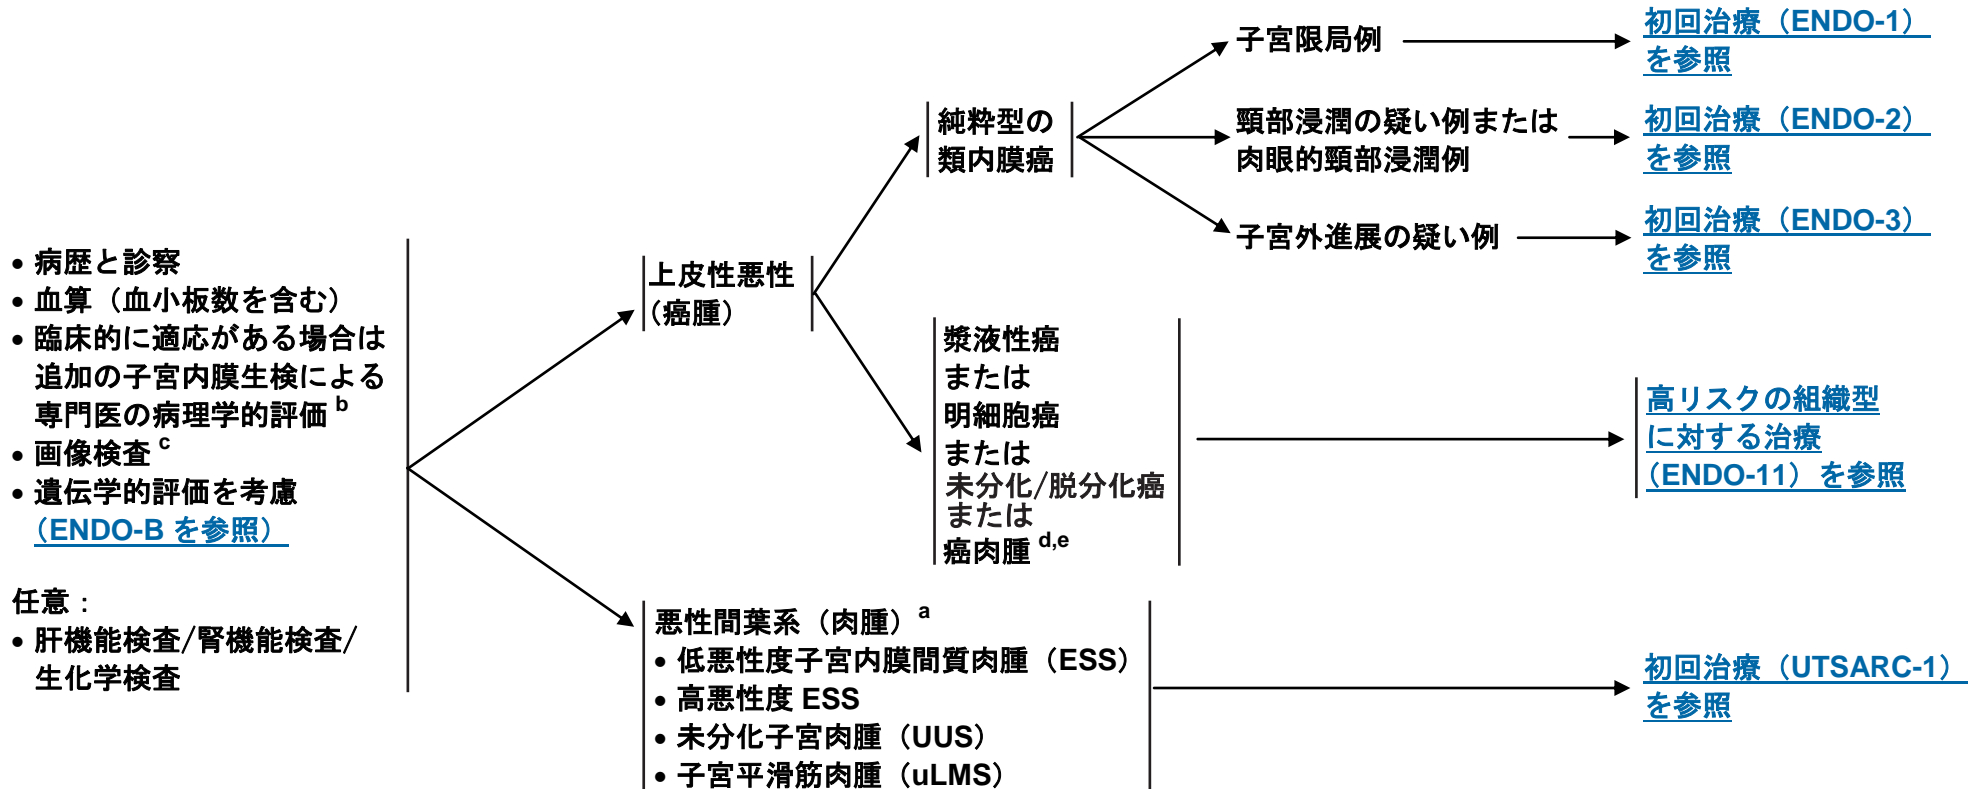 • 病歴と診察
• 血算（血小板数を含む）
• 臨床的に適応がある場合は
追加の子宮内膜生検による
専門医の病理学的評価 b
• 画像検査 c
• 遺伝学的評価を考慮
（ENDO-B を参照）
任意：
• 肝機能検査/腎機能検査/
生化学検査
上皮性悪性
（癌腫）
純粋型の
類内膜癌
子宮限局例
初回治療（ENDO-1）
を参照
頸部浸潤の疑い例または
肉眼的頸部浸潤例
初回治療（ENDO-2）
を参照
子宮外進展の疑い例
初回治療（ENDO-3）
を参照
漿液性癌
または
明細胞癌
または
未分化/脱分化癌
または
癌肉腫 d,e
高リスクの組織型
に対する治療
（ENDO-11）を参照
悪性間葉系（肉腫）a
• 低悪性度子宮内膜間質肉腫（ESS）
• 高悪性度 ESS
• 未分化子宮肉腫（UUS）
• 子宮平滑筋肉腫（uLMS）
初回治療（UTSARC-1）
を参照